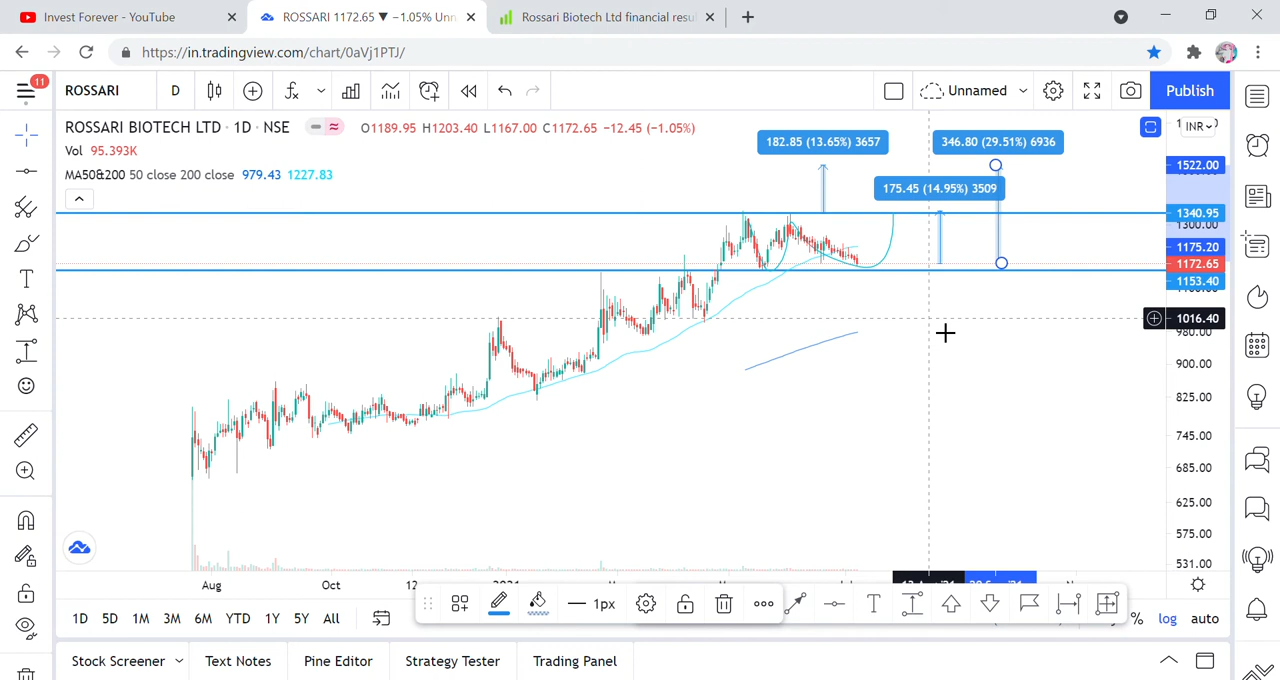 Invest Forever - YouTube
ROSSARI 1172.65 ▼ −1.05% Unn
Rossari Biotech Ltd financial resul
https://in.tradingview.com/chart/0aVj1PTJ/
11
ROSSARI
D
Unnamed
Publish
ROSSARI BIOTECH LTD · 1D · NSE
O1189.95 H1203.40 L1167.00 C1172.65 −12.45 (−1.05%)
Vol 95.393K
MA50&200 50 close 200 close 979.43 1227.83
182.85 (13.65%) 3657
346.80 (29.51%) 6936
175.45 (14.95%) 3509
INR
1522.00
1340.95
1300.00
1175.20
1172.65
1153.40
1016.40
980.00
900.00
825.00
745.00
685.00
625.00
575.00
531.00
Aug
Oct
12
2021
1px
1D 5D 1M 3M 6M YTD 1Y 5Y All
% log auto
Stock Screener
Text Notes
Pine Editor
Strategy Tester
Trading Panel